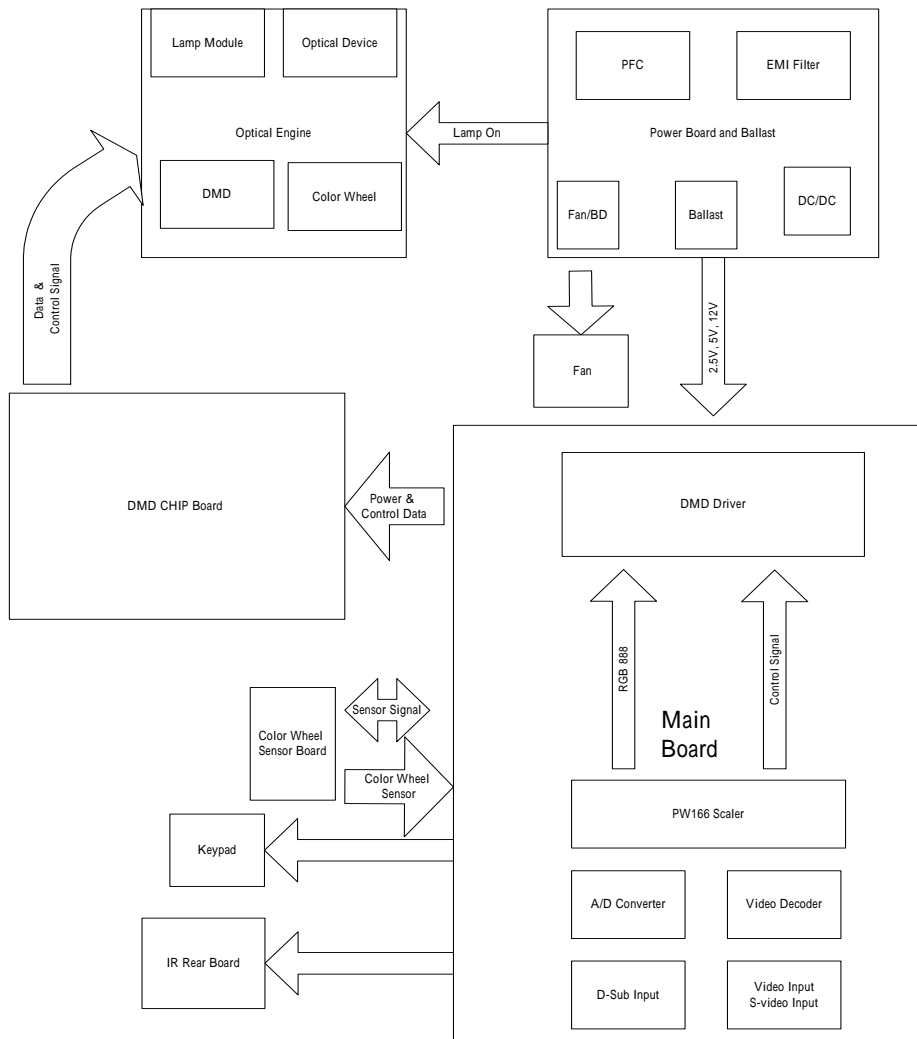 Lamp Module
Optical Device
PFC
EMI Filter
Optical Engine
Lamp On
Power Board and Ballast
DMD
Color Wheel
Fan/BD
Ballast
DC/DC
Data &
Control Signal
2.5V, 5V, 12V
Fan
DMD CHIP Board
Power &
Control Data
DMD Driver
RGB 888
Control Signal
Main
Board
Color Wheel
Sensor Board
Sensor Signal
Color Wheel
Sensor
PW166 Scaler
Keypad
A/D Converter
Video Decoder
IR Rear Board
D-Sub Input
Video Input
S-video Input